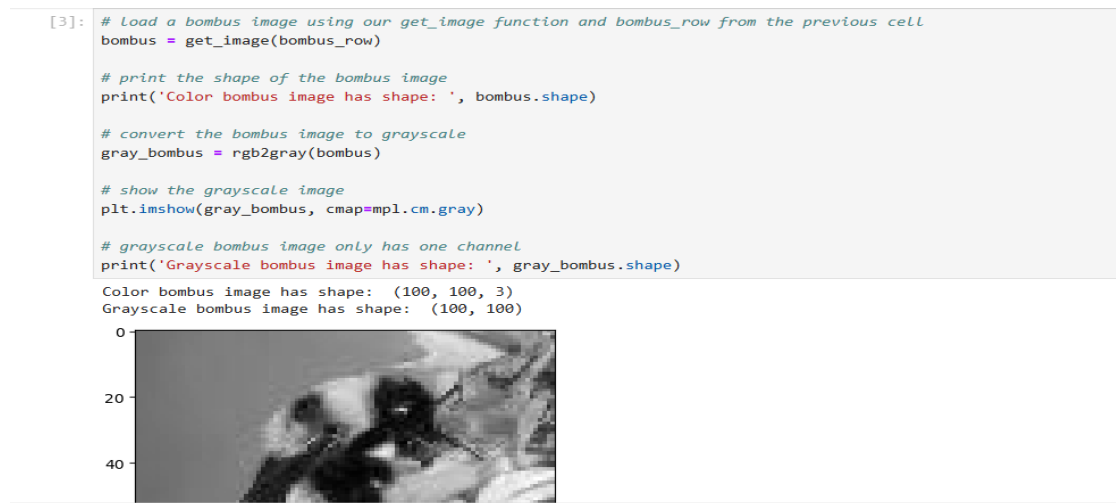 [3]: # load a bombus image using our get_image function and bombus_row from the previous cell
bombus = get_image(bombus_row)
# print the shape of the bombus image
print('Color bombus image has shape: ', bombus.shape)
# convert the bombus image to grayscale
gray_bombus = rgb2gray(bombus)
# show the grayscale image
plt.imshow(gray_bombus, cmap=mpl.cm.gray)
# grayscale bombus image only has one channel
print('Grayscale bombus image has shape: ', gray_bombus.shape)
Color bombus image has shape:  (100, 100, 3)
Grayscale bombus image has shape:  (100, 100)
0
20
40